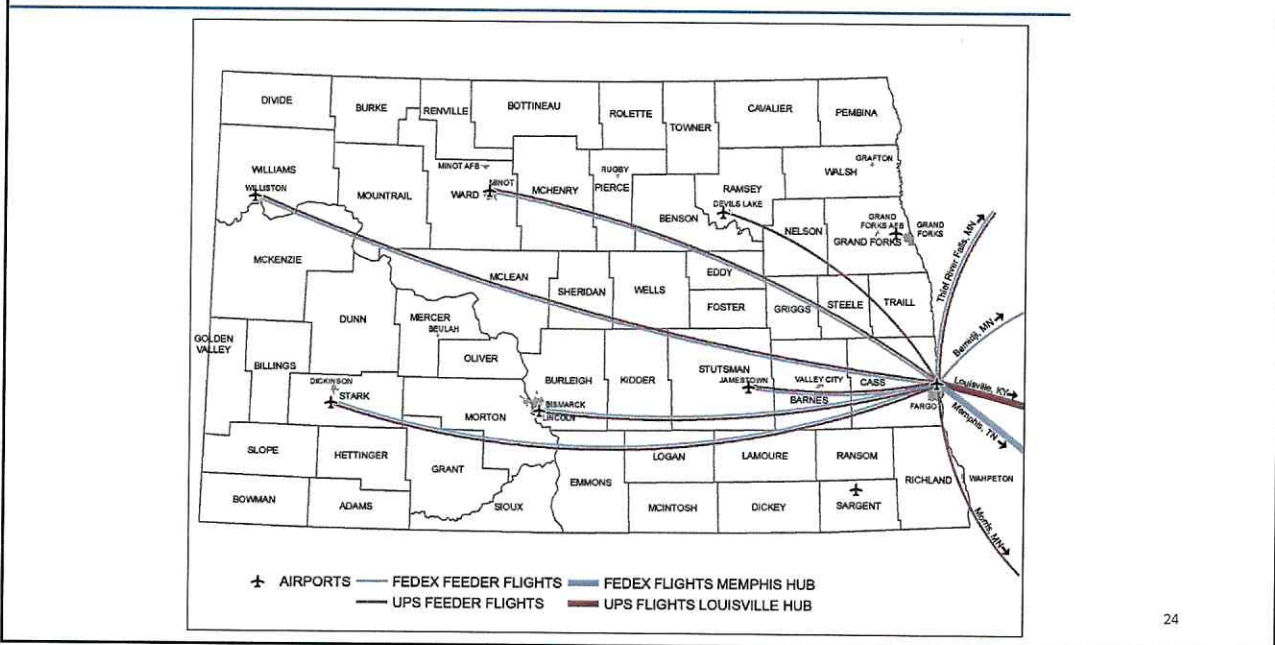 DIVIDE
BURKE
RENVILLE
BOTTINEAU
ROLETTE
TOWNER
CAVALIER
PEMBINA
WILLIAMS
WILLISTON
MOUNTRAIL
MINOT AFB
WARD
MINOT
MCHENRY
RUGBY
PIERCE
BENSON
RAMSEY
DEVILS LAKE
WALSH
GRAFTON
NELSON
GRAND
FORKS AFB
GRAND FORKS
GRAND
FORKS
Thief River Falls, MN
MCKENZIE
MCLEAN
SHERIDAN
WELLS
EDDY
FOSTER
GRIGGS
STEELE
TRAILL
DUNN
MERCER
BEULAH
OLIVER
GOLDEN
VALLEY
BILLINGS
BURLEIGH
KIDDER
STUTSMAN
JAMESTOWN
VALLEY CITY
BARNES
CASS
FARGO
Bemidji, MN
Louisville, KY
Memphis, TN
DICKINSON
STARK
MORTON
BISMARCK
LINCOLN
SLOPE
HETTINGER
GRANT
EMMONS
LOGAN
LAMOURE
RANSOM
RICHLAND
WAHPETON
BOWMAN
ADAMS
SIOUX
MCINTOSH
DICKEY
SARGENT
Morris, MN
AIRPORTS
FEDEX FEEDER FLIGHTS
FEDEX FLIGHTS MEMPHIS HUB
UPS FEEDER FLIGHTS
UPS FLIGHTS LOUISVILLE HUB
24